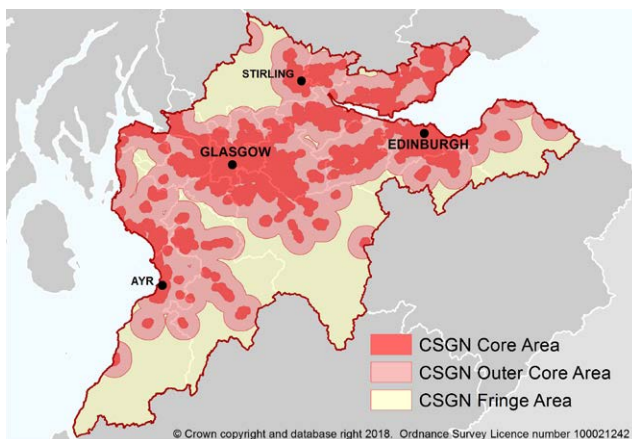 STIRLING
GLASGOW
EDINBURGH
AYR
CSGN Core Area
CSGN Outer Core Area
CSGN Fringe Area
© Crown copyright and database right 2018. Ordnance Survey Licence number 100021242